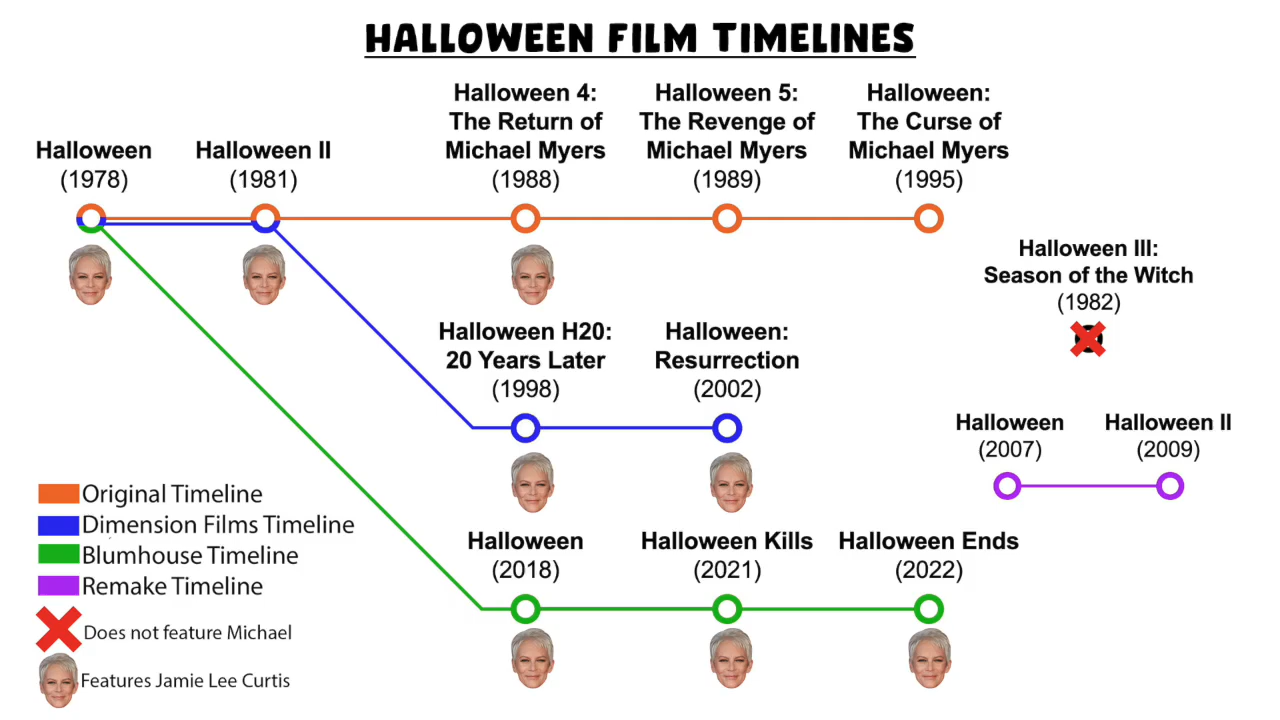 HALLOWEEN FILM TIMELINES
Halloween
(1978)
Halloween II
(1981)
Halloween 4:
The Return of
Michael Myers
(1988)
Halloween 5:
The Revenge of
Michael Myers
(1989)
Halloween:
The Curse of
Michael Myers
(1995)
Halloween III:
Season of the Witch
(1982)
Halloween H20:
20 Years Later
(1998)
Halloween:
Resurrection
(2002)
Halloween
(2007)
Halloween II
(2009)
Halloween
(2018)
Halloween Kills
(2021)
Halloween Ends
(2022)
Original Timeline
Dimension Films Timeline
Blumhouse Timeline
Remake Timeline
Does not feature Michael
Features Jamie Lee Curtis